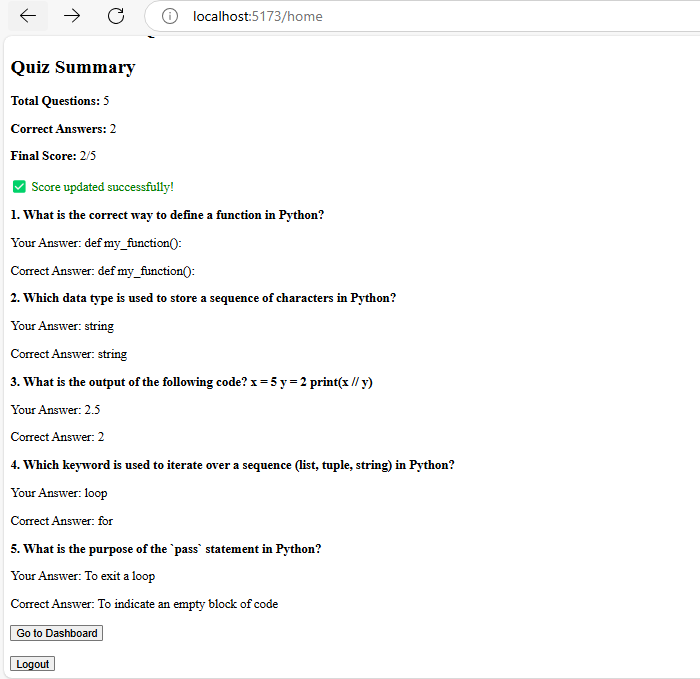 localhost:5173/home
Quiz Summary
Total Questions: 5
Correct Answers: 2
Final Score: 2/5
Score updated successfully!
1. What is the correct way to define a function in Python?
Your Answer: def my_function():
Correct Answer: def my_function():
2. Which data type is used to store a sequence of characters in Python?
Your Answer: string
Correct Answer: string
3. What is the output of the following code? x = 5 y = 2 print(x // y)
Your Answer: 2.5
Correct Answer: 2
4. Which keyword is used to iterate over a sequence (list, tuple, string) in Python?
Your Answer: loop
Correct Answer: for
5. What is the purpose of the `pass` statement in Python?
Your Answer: To exit a loop
Correct Answer: To indicate an empty block of code
Go to Dashboard
Logout